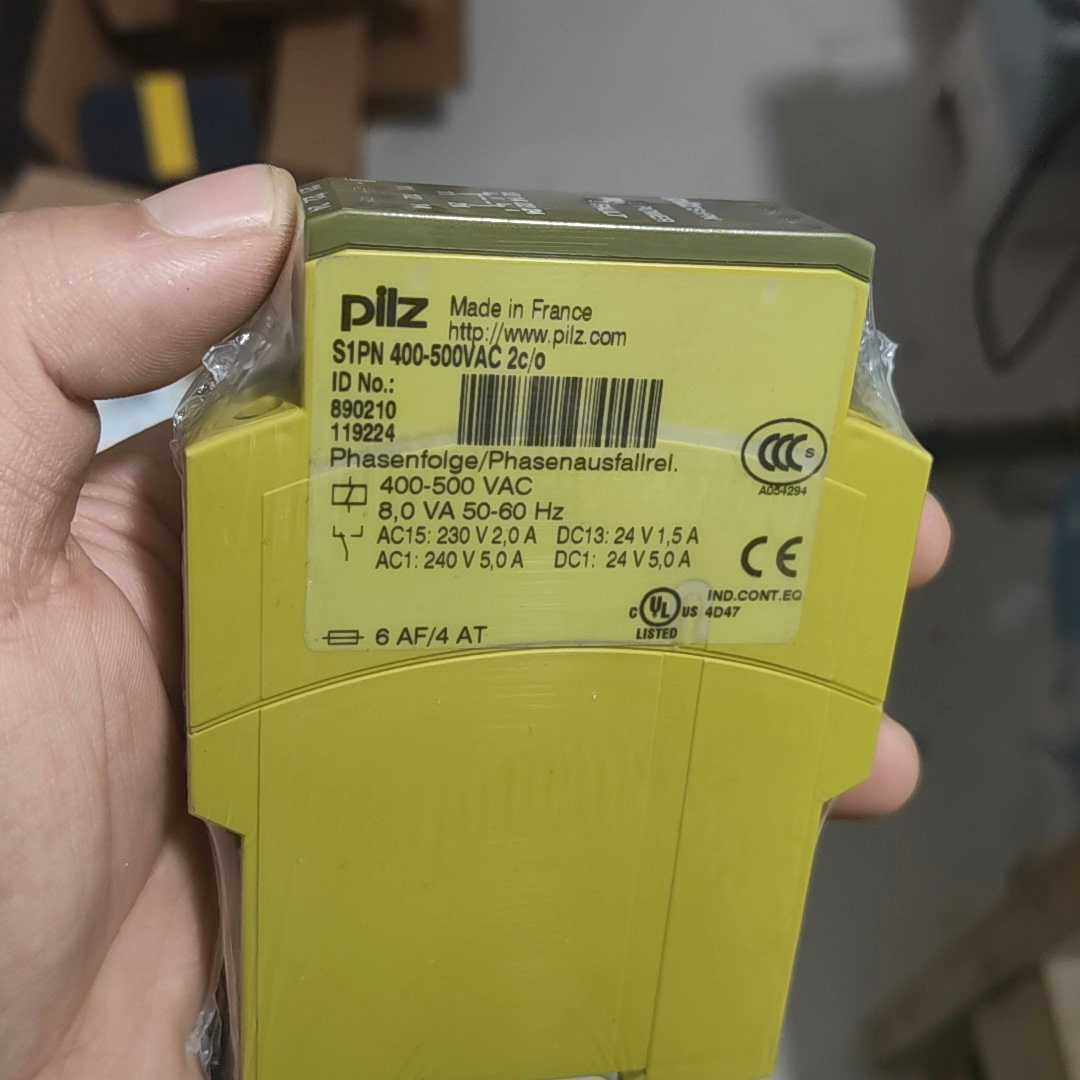 pilz Made in France
http://www.pilz.com
S1PN 400-500VAC 2c/o
ID No.:
890210
119224
Phasenfolge/Phasenausfallrel.
400-500 VAC
8,0 VA 50-60 Hz
AC15: 230 V 2,0 A DC13: 24 V 1,5 A
AC1: 240 V 5,0 A DC1: 24 V 5,0 A
6 AF/4 AT
CCC S
A054294
CE
C UL US
LISTED
IND.CONT.EQ
4D47
POWER
FAULT